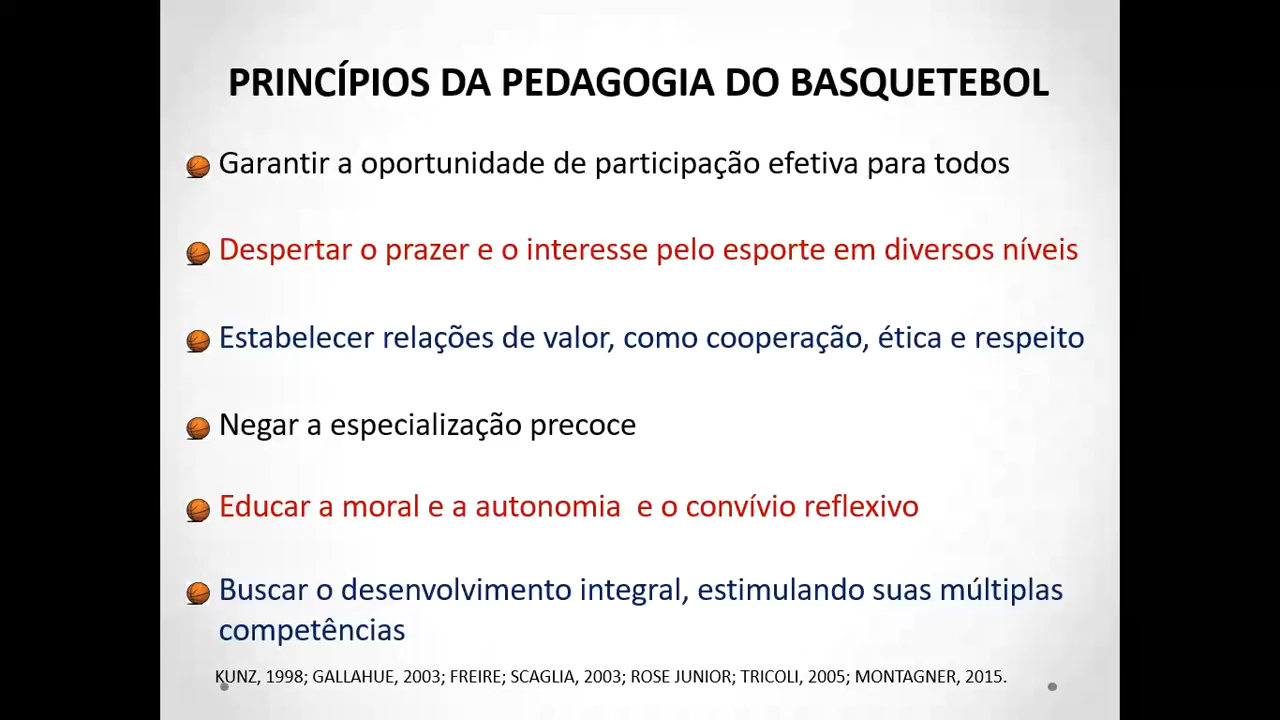 PRINCÍPIOS DA PEDAGOGIA DO BASQUETEBOL
Garantir a oportunidade de participação efetiva para todos
Despertar o prazer e o interesse pelo esporte em diversos níveis
Estabelecer relações de valor, como cooperação, ética e respeito
Negar a especialização precoce
Educar a moral e a autonomia  e o convívio reflexivo
Buscar o desenvolvimento integral, estimulando suas múltiplas
competências
KUNZ, 1998; GALLAHUE, 2003; FREIRE; SCAGLIA, 2003; ROSE JUNIOR; TRICOLI, 2005; MONTAGNER, 2015.